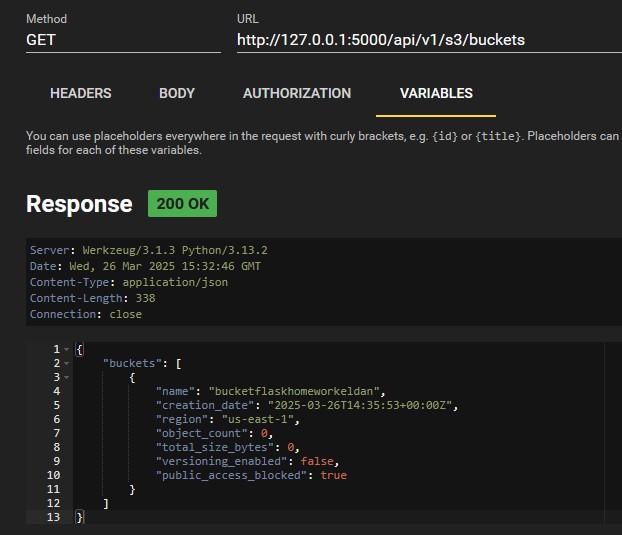 Method URL
GET http://127.0.0.1:5000/api/v1/s3/buckets
HEADERS BODY AUTHORIZATION VARIABLES
You can use placeholders everywhere in the request with curly brackets, e.g. {id} or {title}. Placeholders can
fields for each of these variables.
Response 200 OK
Server: Werkzeug/3.1.3 Python/3.13.2
Date: Wed, 26 Mar 2025 15:32:46 GMT
Content-Type: application/json
Content-Length: 338
Connection: close
1 {
2 "buckets": [
3 {
4 "name": "bucketflaskhomeworkeldan",
5 "creation_date": "2025-03-26T14:35:53+00:00Z",
6 "region": "us-east-1",
7 "object_count": 0,
8 "total_size_bytes": 0,
9 "versioning_enabled": false,
10 "public_access_blocked": true
11 }
12 ]
13 }